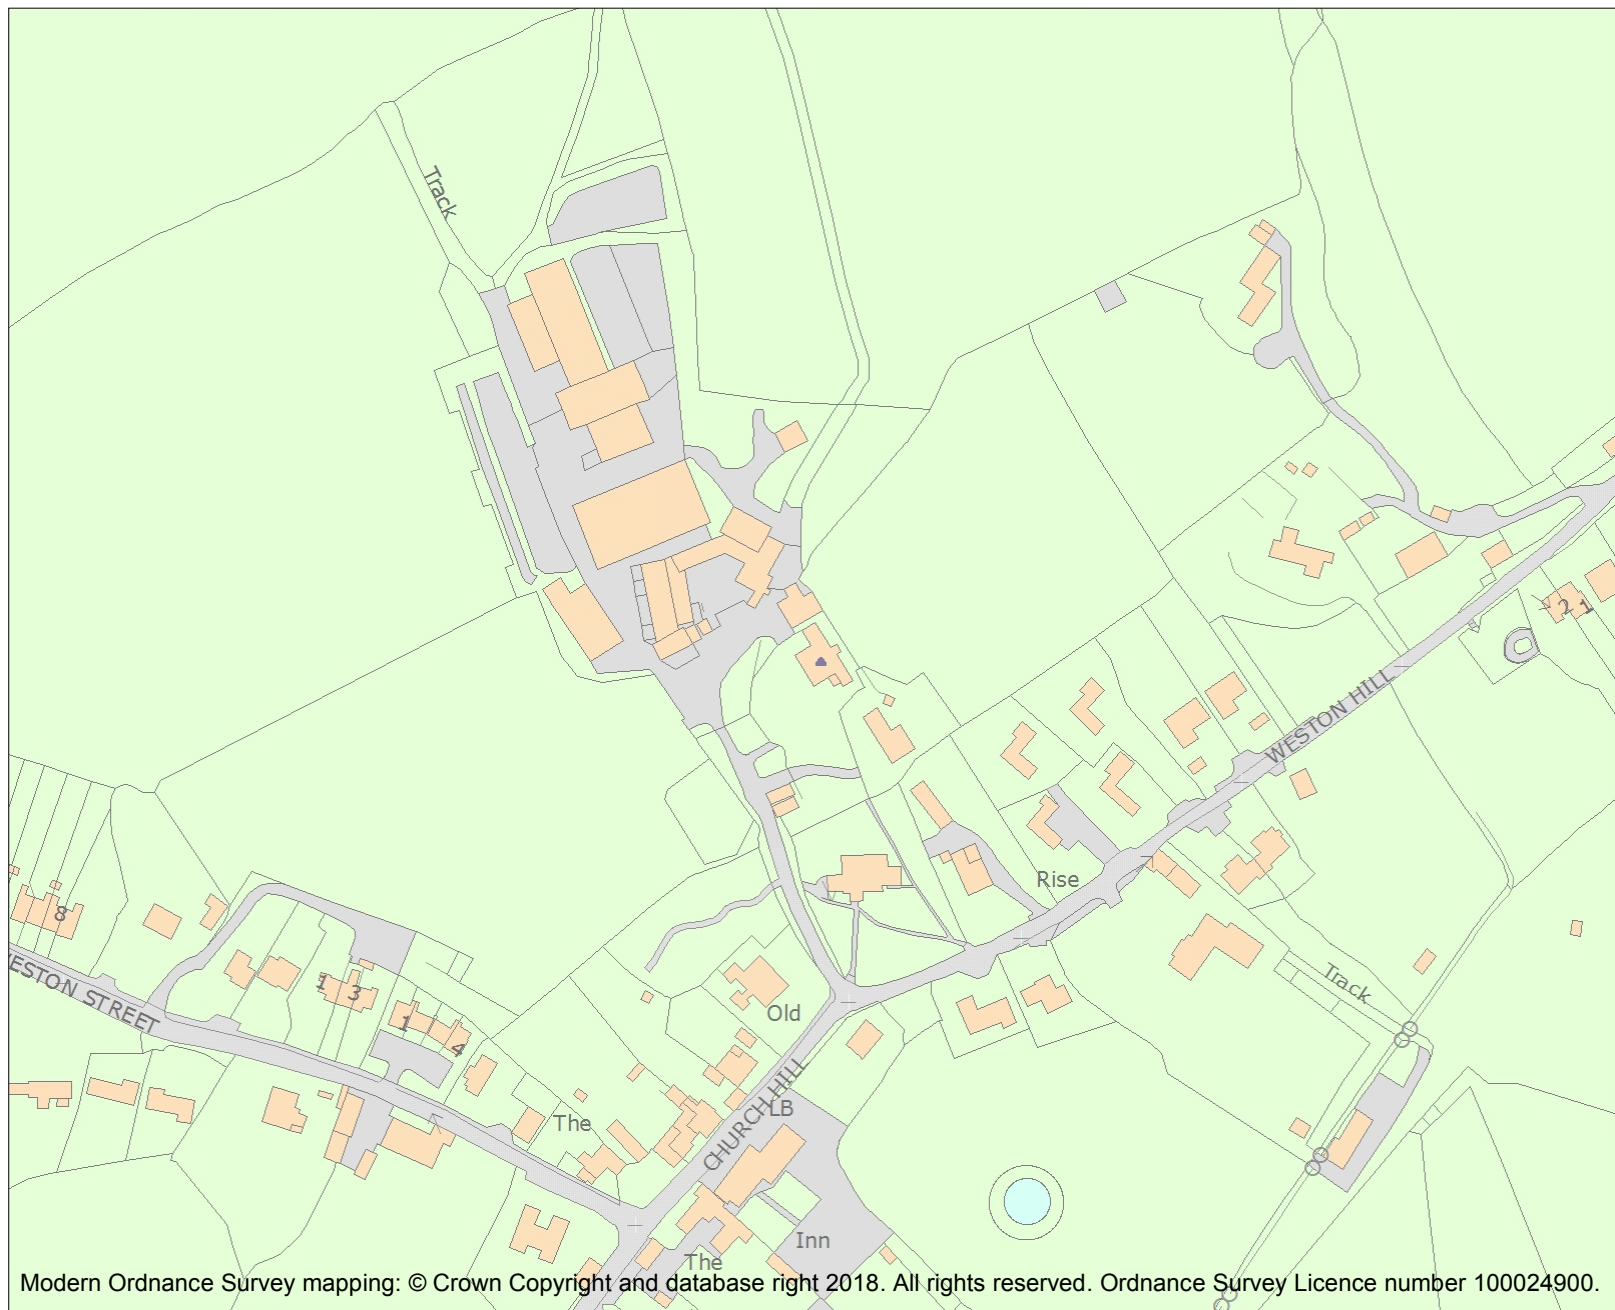 Track
WESTON HILL
2
1
Rise
8
WESTON STREET
1
3
1
4
Track
Old
CHURCH HILL
LB
The
Inn
The
Modern Ordnance Survey mapping: © Crown Copyright and database right 2018. All rights reserved. Ordnance Survey Licence number 100024900.